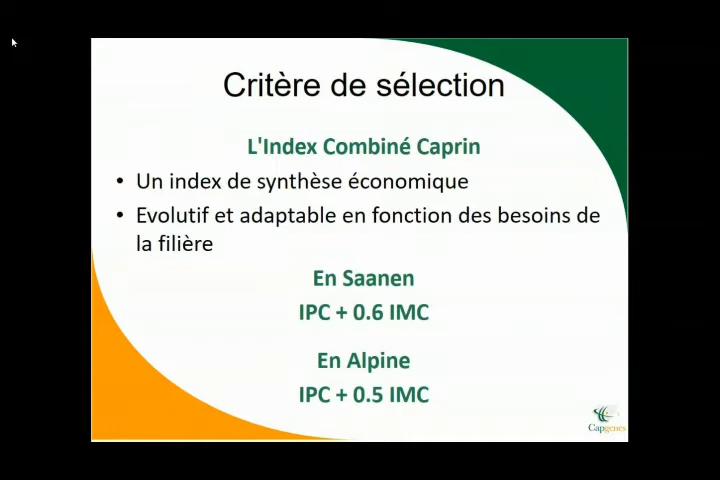 Critère de sélection
L'Index Combiné Caprin
• Un index de synthèse économique
• Evolutif et adaptable en fonction des besoins de
la filière
En Saanen
IPC + 0.6 IMC
En Alpine
IPC + 0.5 IMC
Capgenes